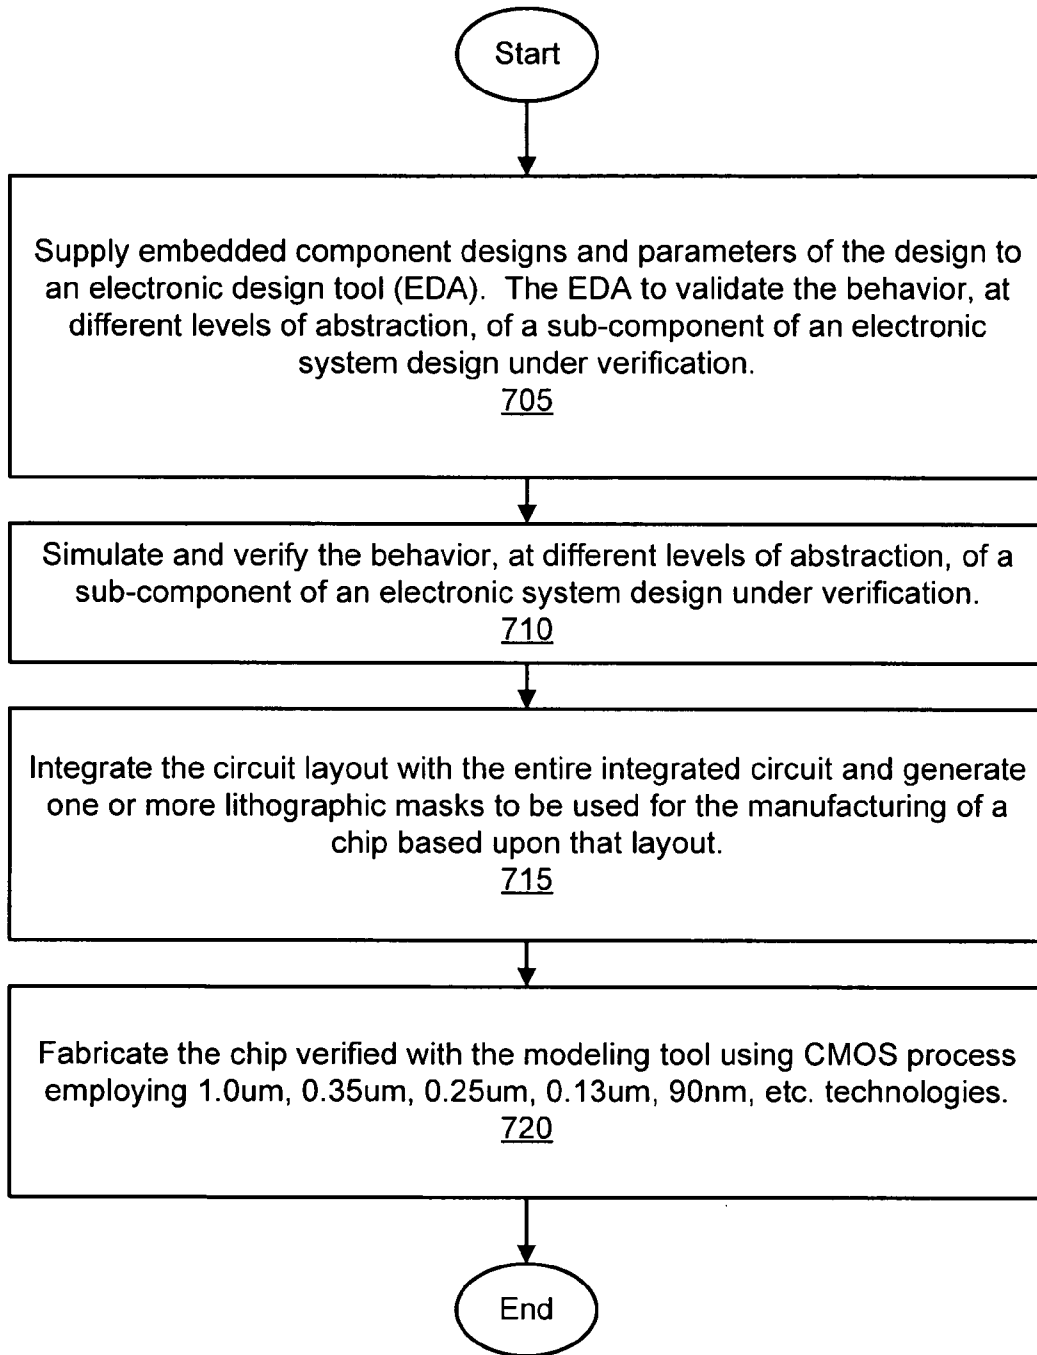 Start
Supply embedded component designs and parameters of the design to
an electronic design tool (EDA).  The EDA to validate the behavior, at
different levels of abstraction, of a sub-component of an electronic
system design under verification.
705
Simulate and verify the behavior, at different levels of abstraction, of a
sub-component of an electronic system design under verification.
710
Integrate the circuit layout with the entire integrated circuit and generate
one or more lithographic masks to be used for the manufacturing of a
chip based upon that layout.
715
Fabricate the chip verified with the modeling tool using CMOS process
employing 1.0um, 0.35um, 0.25um, 0.13um, 90nm, etc. technologies.
720
End